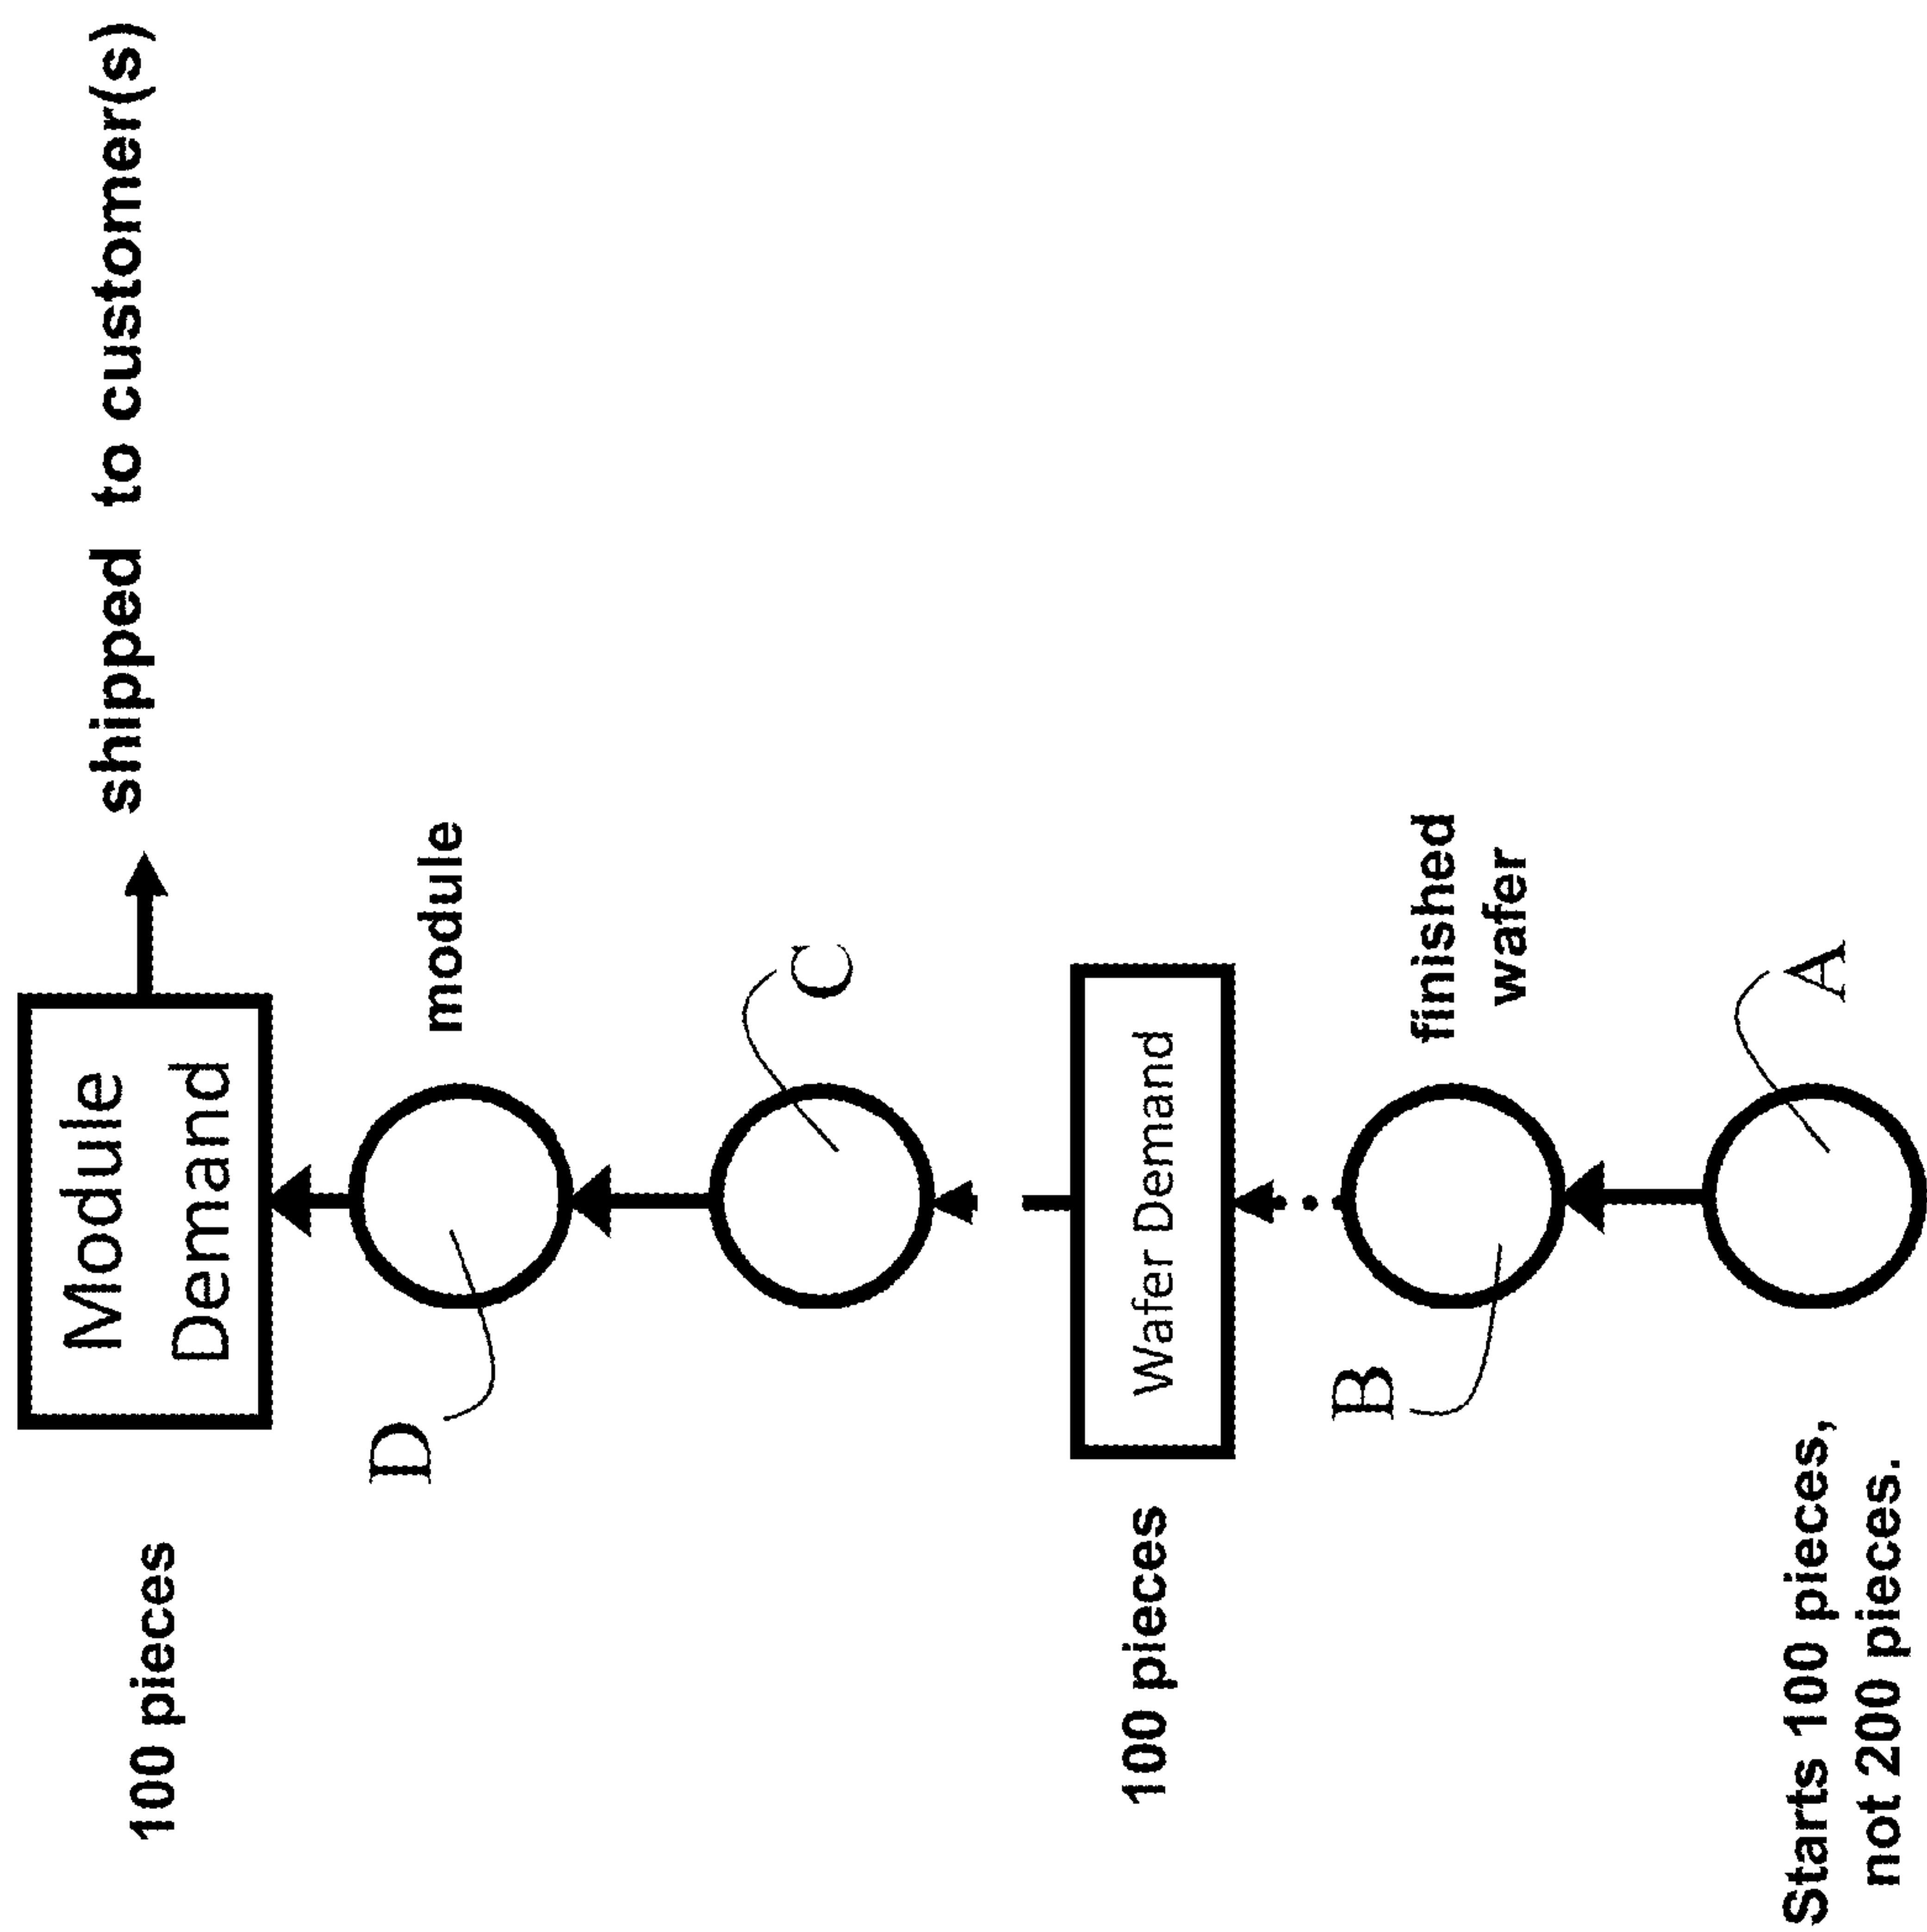 100 pieces
Module
Demand
shipped to customer(s)
D
module
C
100 pieces
Wafer Demand
B
finished
wafer
Starts 100 pieces,
not 200 pieces.
A